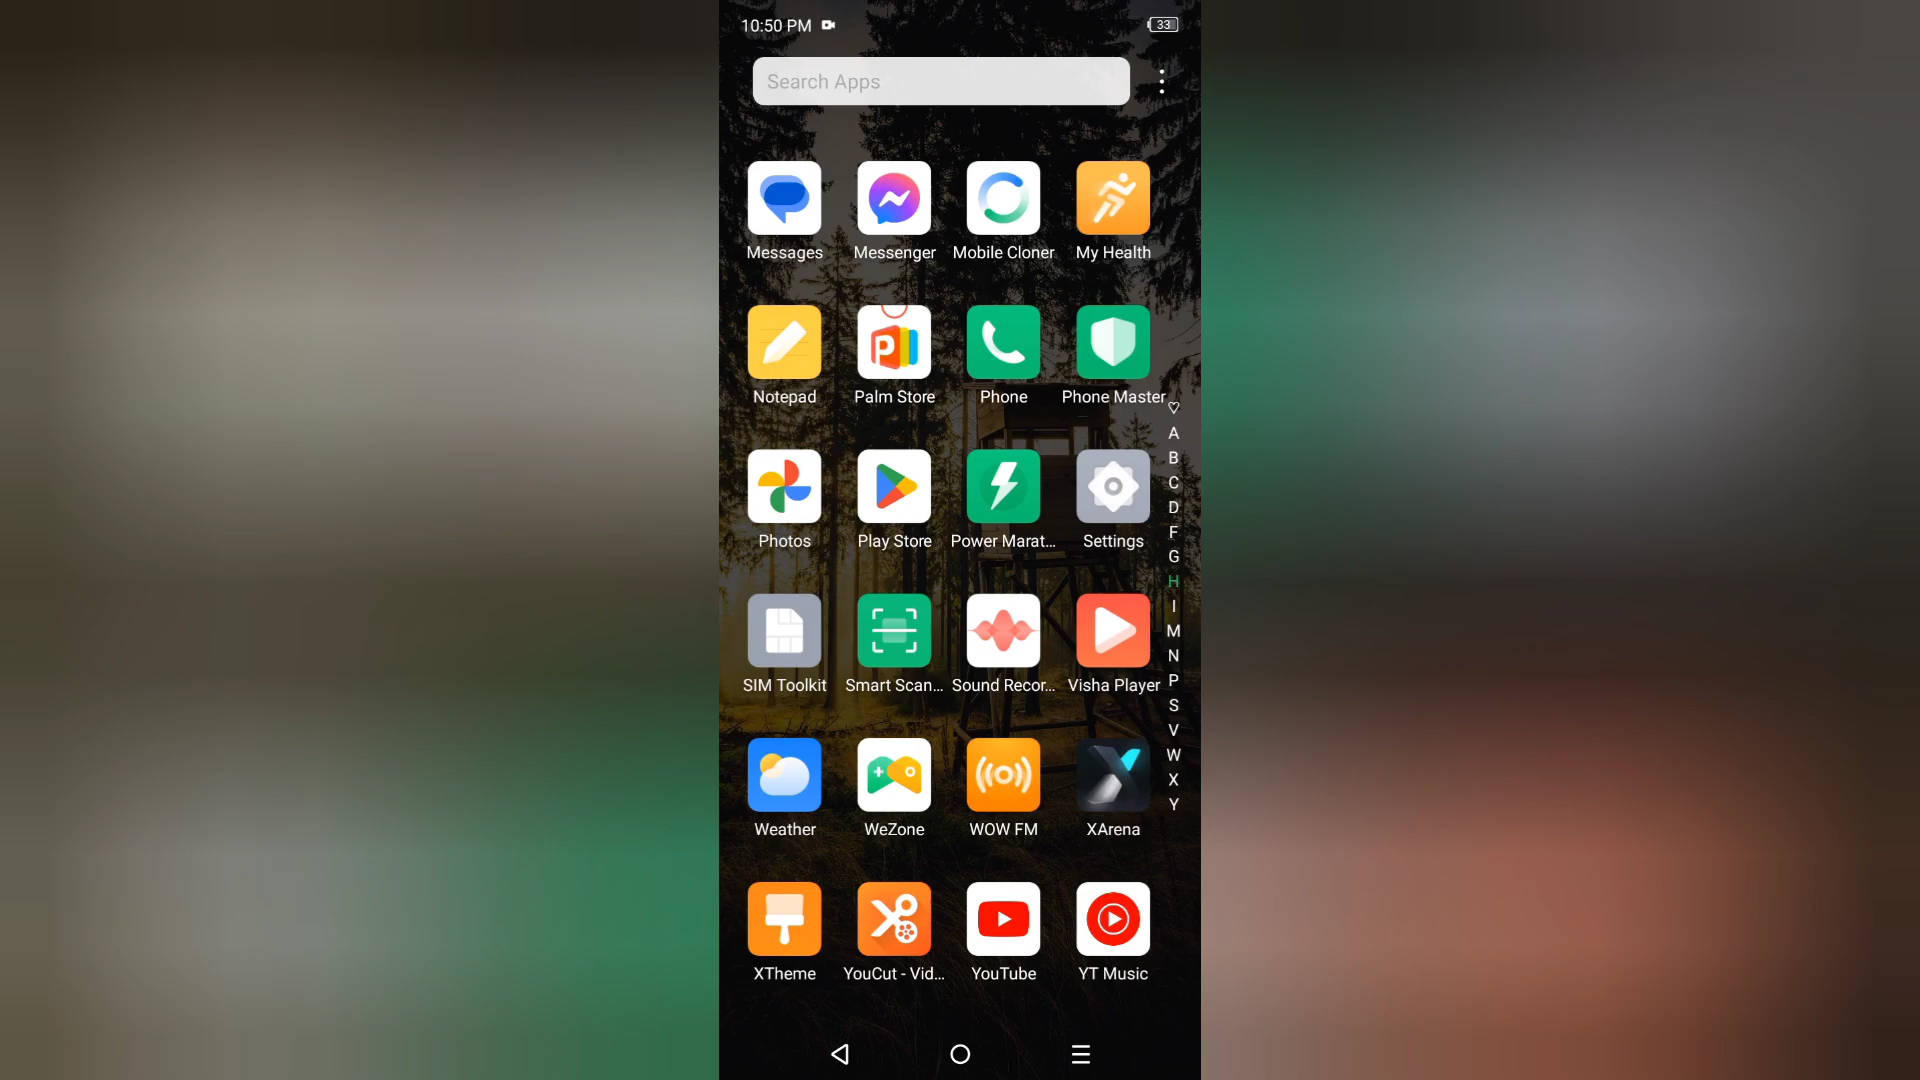 10:50 PM 33
Search Apps
Messages Messenger Mobile Cloner My Health
Notepad Palm Store Phone Phone Master
Photos Play Store Power Marat... Settings
SIM Toolkit Smart Scan... Sound Recor... Visha Player
Weather WeZone WOW FM XArena
XTheme YouCut - Vid... YouTube YT Music
A
B
C
D
F
G
H
I
M
N
P
S
V
W
X
Y